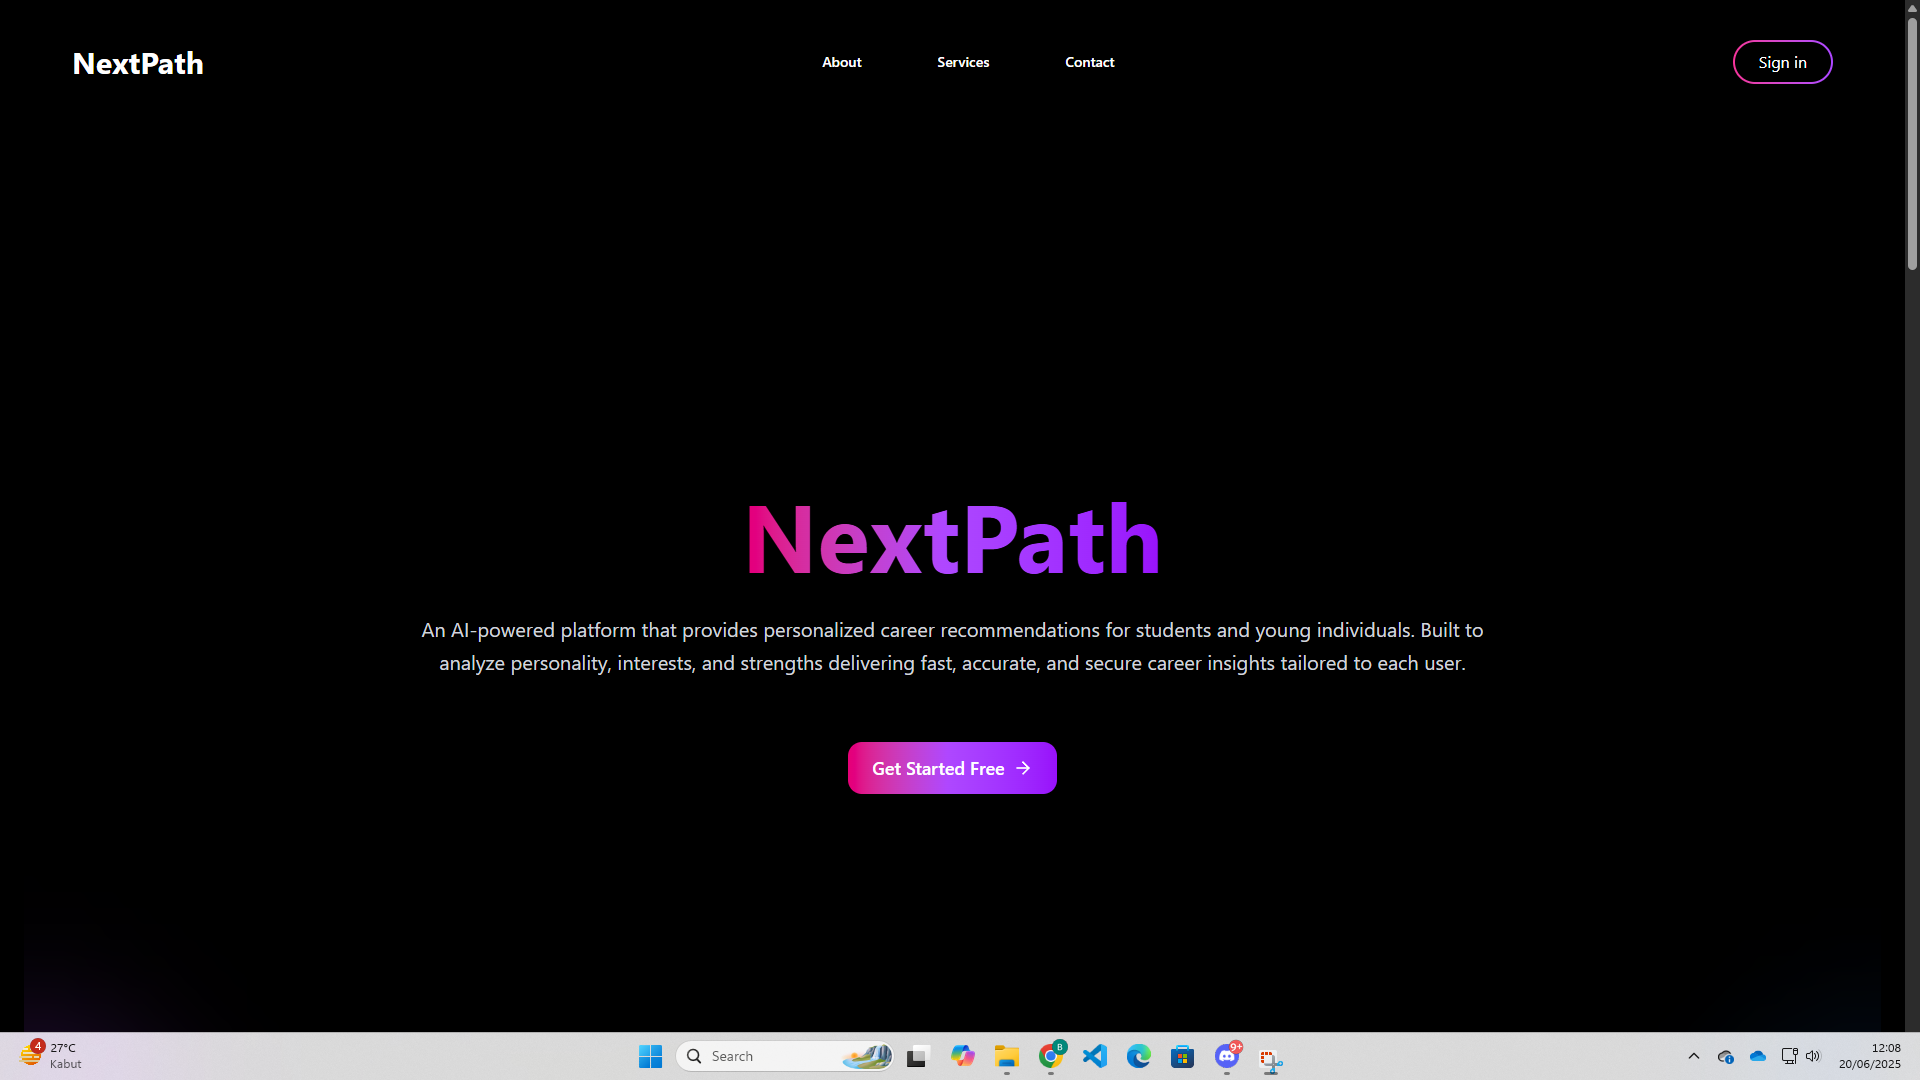 NextPath
About
Services
Contact
Sign in
NextPath
An AI-powered platform that provides personalized career recommendations for students and young individuals. Built to
analyze personality, interests, and strengths delivering fast, accurate, and secure career insights tailored to each user.
Get Started Free
4
27°C
Kabut
Search
B
9+
12:08
20/06/2025